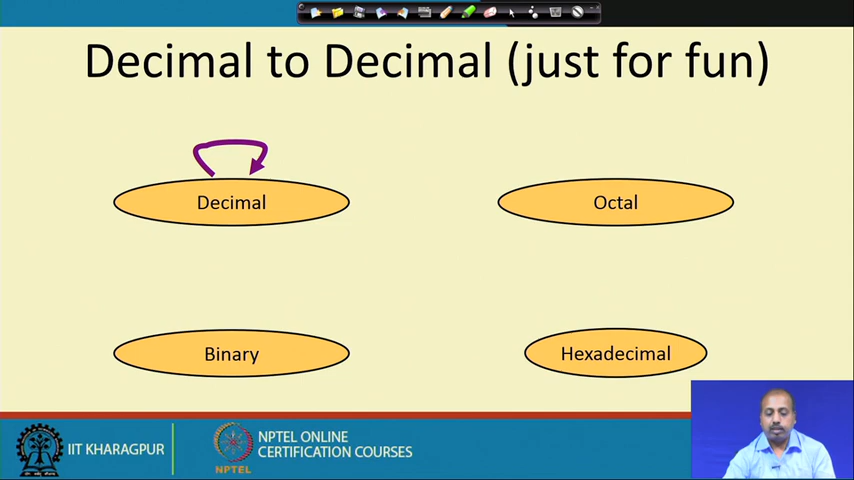 Decimal to Decimal (just for fun)
Decimal
Octal
Binary
Hexadecimal
IIT KHARAGPUR
NPTEL
NPTEL ONLINE
CERTIFICATION COURSES